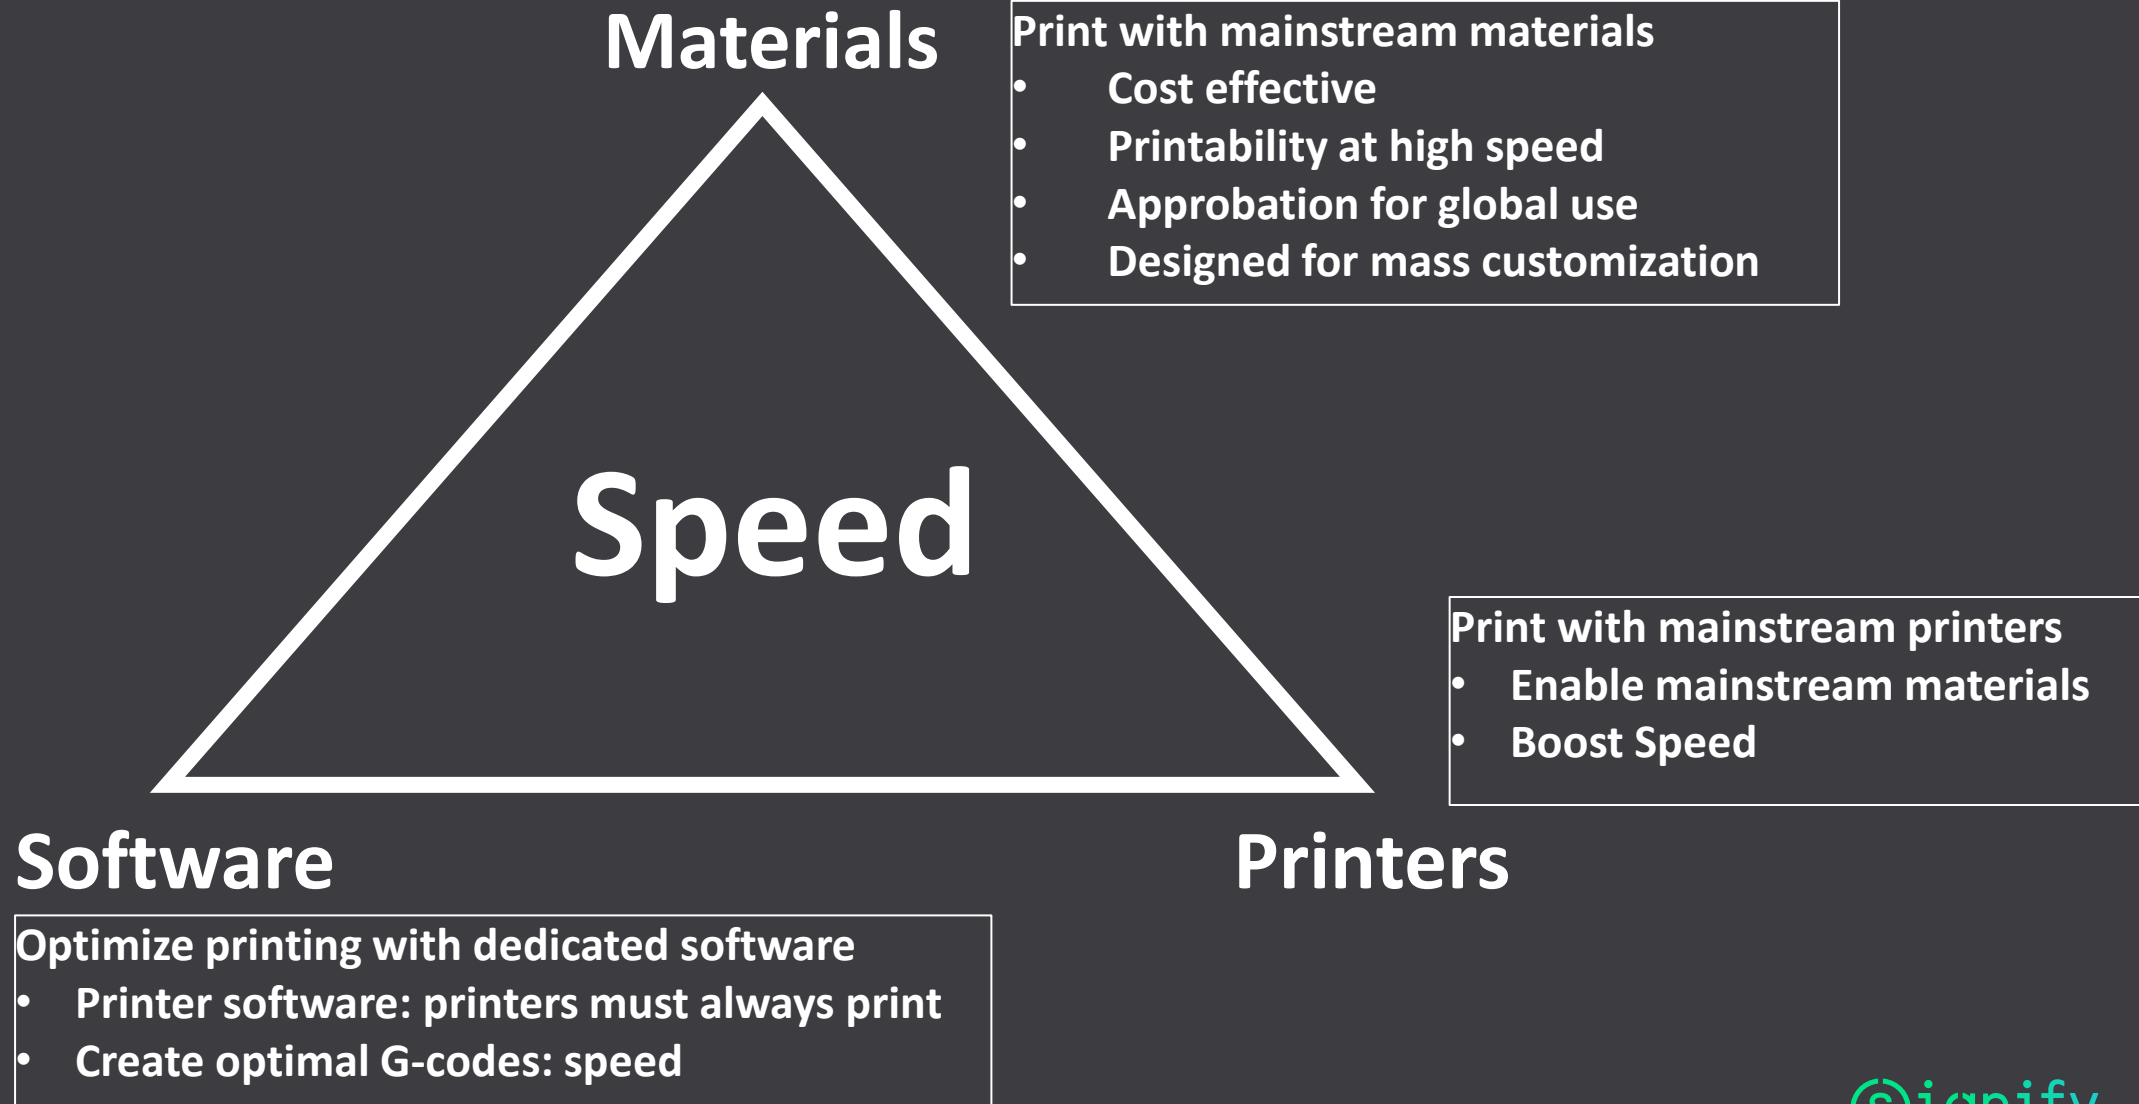 Materials
Print with mainstream materials
• Cost effective
• Printability at high speed
• Approbation for global use
• Designed for mass customization
Speed
Print with mainstream printers
• Enable mainstream materials
• Boost Speed
Software
Printers
Optimize printing with dedicated software
• Printer software: printers must always print
• Create optimal G-codes: speed
Signify